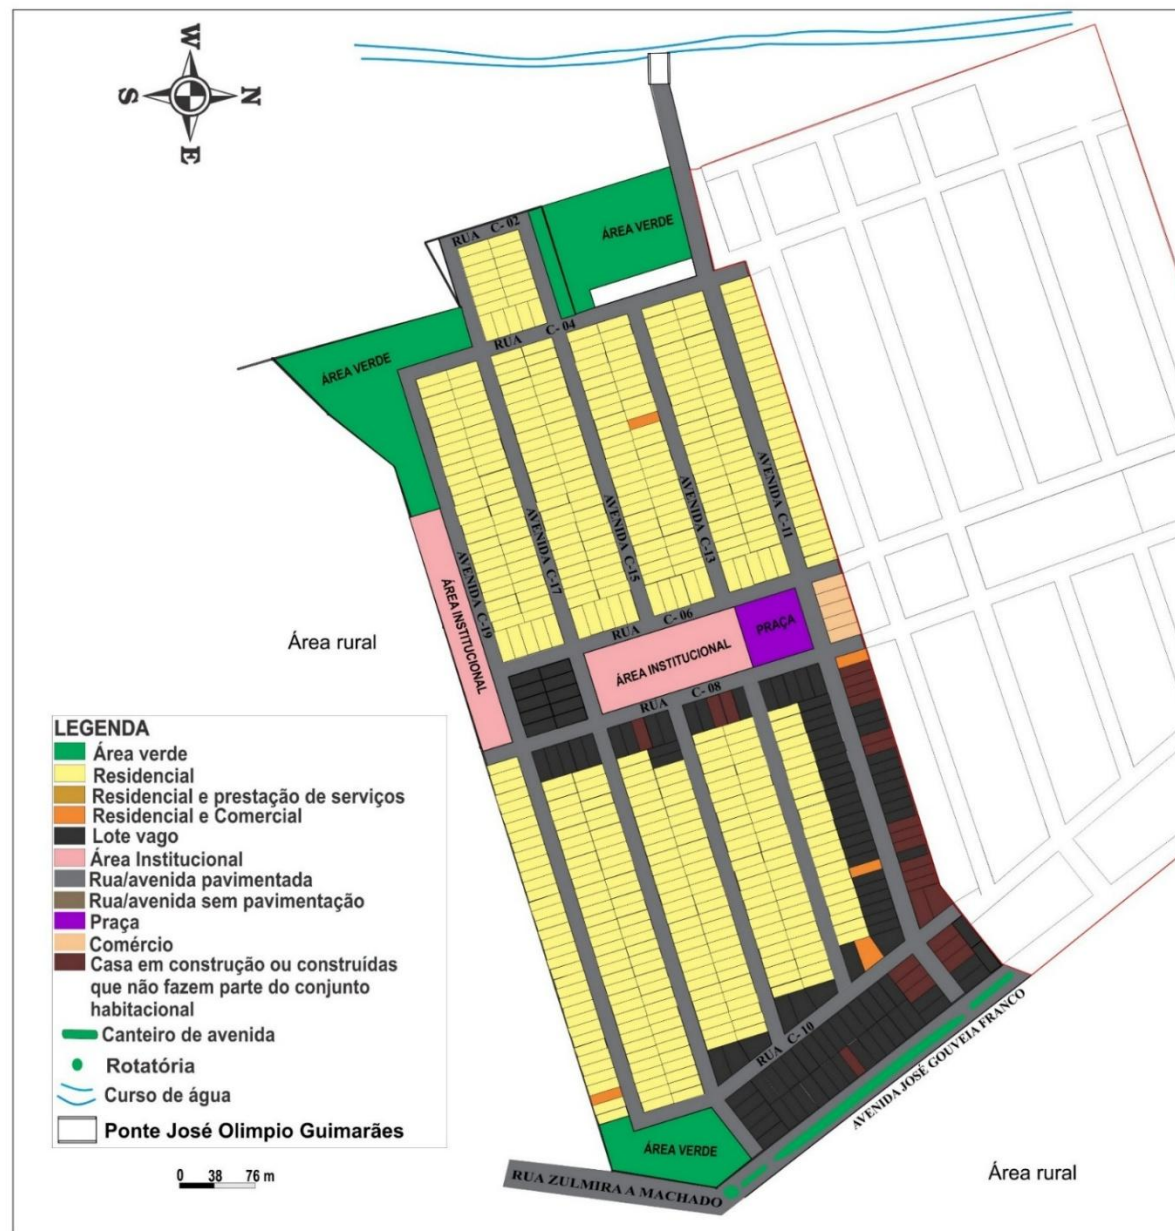 W
S
N
E
RUA C- 02
ÁREA VERDE
RUA C- 04
ÁREA VERDE
AVENIDA C-11
AVENIDA C-13
AVENIDA C-15
AVENIDA C-17
AVENIDA C-19
ÁREA INSTITUCIONAL
RUA C- 06
PRAÇA
ÁREA INSTITUCIONAL
RUA C- 08
Área rural
LEGENDA
Área verde
Residencial
Residencial e prestação de serviços
Residencial e Comercial
Lote vago
Área Institucional
Rua/avenida pavimentada
Rua/avenida sem pavimentação
Praça
Comércio
Casa em construção ou construídas
que não fazem parte do conjunto
habitacional
Canteiro de avenida
Rotatória
Curso de água
Ponte José Olimpio Guimarães
0 38 76 m
RUA C- 10
AVENIDA JOSÉ GOUVEIA FRANCO
ÁREA VERDE
RUA ZULMIRA A MACHADO
Área rural